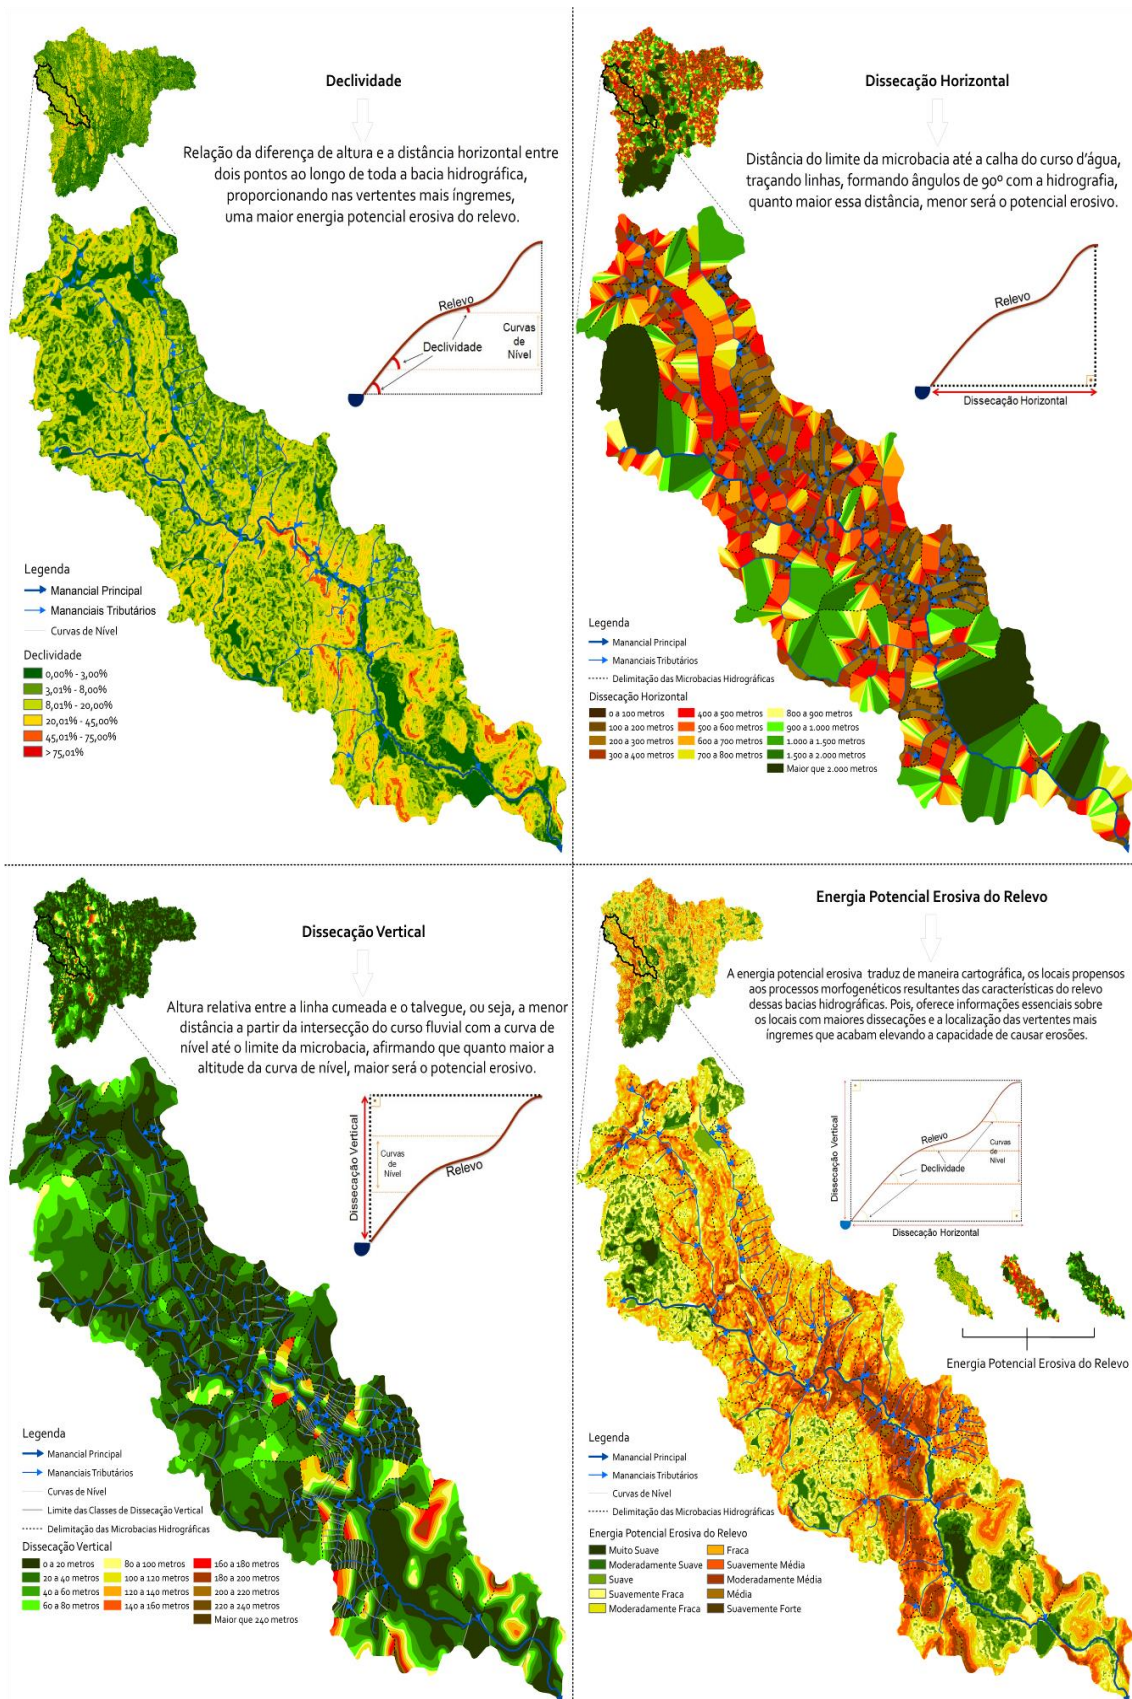 Declividade
Relação da diferença de altura e a distância horizontal entre
dois pontos ao longo de toda a bacia hidrográfica,
proporcionando nas vertentes mais íngremes,
uma maior energia potencial erosiva do relevo.
Relevo
Declividade
Curvas
de
Nível
Legenda
Manancial Principal
Mananciais Tributários
Curvas de Nível
Declividade
0,00% - 3,00%
3,01% - 8,00%
8,01% - 20,00%
20,01% - 45,00%
45,01% - 75,00%
> 75,01%
Dissecação Horizontal
Distância do limite da microbacia até a calha do curso d’água,
traçando linhas, formando ângulos de 90º com a hidrografia,
quanto maior essa distância, menor será o potencial erosivo.
Relevo
Dissecação Horizontal
Legenda
Manancial Principal
Mananciais Tributários
Delimitação das Microbacias Hidrográficas
Dissecação Horizontal
0 a 100 metros
100 a 200 metros
200 a 300 metros
300 a 400 metros
400 a 500 metros
500 a 600 metros
600 a 700 metros
700 a 800 metros
800 a 900 metros
900 a 1.000 metros
1.000 a 1.500 metros
1.500 a 2.000 metros
Maior que 2.000 metros
Dissecação Vertical
Altura relativa entre a linha cumeada e o talvegue, ou seja, a menor
distância a partir da intersecção do curso fluvial com a curva de
nível até o limite da microbacia, afirmando que quanto maior a
altitude da curva de nível, maior será o potencial erosivo.
Dissecação Vertical
Curvas
de
Nível
Relevo
Legenda
Manancial Principal
Mananciais Tributários
Curvas de Nível
Limite das Classes de Dissecação Vertical
Delimitação das Microbacias Hidrográficas
Dissecação Vertical
0 a 20 metros
20 a 40 metros
40 a 60 metros
60 a 80 metros
80 a 100 metros
100 a 120 metros
120 a 140 metros
140 a 160 metros
160 a 180 metros
180 a 200 metros
200 a 220 metros
220 a 240 metros
Maior que 240 metros
Energia Potencial Erosiva do Relevo
A energia potencial erosiva traduz de maneira cartográfica, os locais propensos
aos processos morfogenéticos resultantes das características do relevo
dessas bacias hidrográficas. Pois, oferece informações essenciais sobre
os locais com maiores dissecações e a localização das vertentes mais
íngremes que acabam elevando a capacidade de causar erosões.
Dissecação Vertical
Relevo
Declividade
Curvas
de
Nível
Dissecação Horizontal
Energia Potencial Erosiva do Relevo
Legenda
Manancial Principal
Mananciais Tributários
Curvas de Nível
Delimitação das Microbacias Hidrográficas
Energia Potencial Erosiva do Relevo
Muito Suave
Moderadamente Suave
Suave
Suavemente Fraca
Moderadamente Fraca
Fraca
Suavemente Média
Moderadamente Média
Média
Suavemente Forte